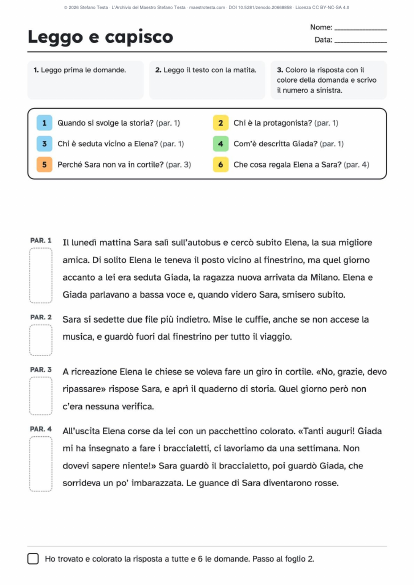 © 2026 Stefano Testa · L'Archivio del Maestro Stefano Testa · maestrotesta.com · DOI 10.5281/zenodo.20668668 · Licenza CC BY-NC-SA 4.0
Leggo e capisco
Nome:
Data:
1. Leggo prima le domande.
2. Leggo il testo con la matita.
3. Coloro la risposta con il
colore della domanda e scrivo
il numero a sinistra.
1 Quando si svolge la storia? (par. 1)
2 Chi è la protagonista? (par. 1)
3 Chi è seduta vicino a Elena? (par. 1)
4 Com'è descritta Giada? (par. 1)
5 Perché Sara non va in cortile? (par. 3)
6 Che cosa regala Elena a Sara? (par. 4)
PAR. 1
Il lunedì mattina Sara salì sull'autobus e cercò subito Elena, la sua migliore
amica. Di solito Elena le teneva il posto vicino al finestrino, ma quel giorno
accanto a lei era seduta Giada, la ragazza nuova arrivata da Milano. Elena e
Giada parlavano a bassa voce e, quando videro Sara, smisero subito.
PAR. 2
Sara si sedette due file più indietro. Mise le cuffie, anche se non accese la
musica, e guardò fuori dal finestrino per tutto il viaggio.
PAR. 3
A ricreazione Elena le chiese se voleva fare un giro in cortile. «No, grazie, devo
ripassare» rispose Sara, e aprì il quaderno di storia. Quel giorno però non
c'era nessuna verifica.
PAR. 4
All'uscita Elena corse da lei con un pacchettino colorato. «Tanti auguri! Giada
mi ha insegnato a fare i braccialetti, ci lavoriamo da una settimana. Non
dovevi sapere niente!» Sara guardò il braccialetto, poi guardò Giada, che
sorrideva un po' imbarazzata. Le guance di Sara diventarono rosse.
Ho trovato e colorato la risposta a tutte e 6 le domande. Passo al foglio 2.